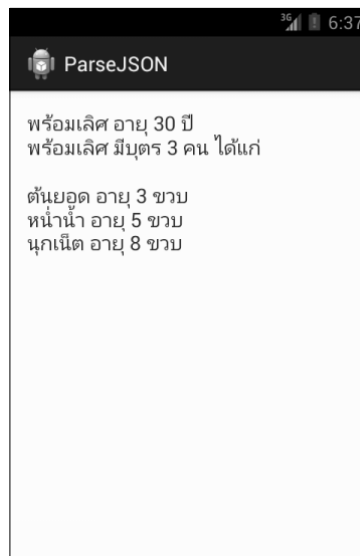 3G 6:37
ParseJSON
พร้อมเลิศ อายุ 30 ปี
พร้อมเลิศ มีบุตร 3 คน ได้แก่
ต้นยอด อายุ 3 ขวบ
หน่ำน้ำ อายุ 5 ขวบ
นุกเน็ต อายุ 8 ขวบ